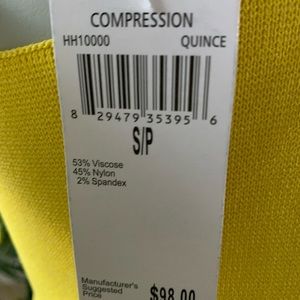 COMPRESSION
HH10000 QUINCE
8 29479 35395 6
S/P
53% Viscose
45% Nylon
2% Spandex
Manufacturer's
Suggested
Price
$98.00